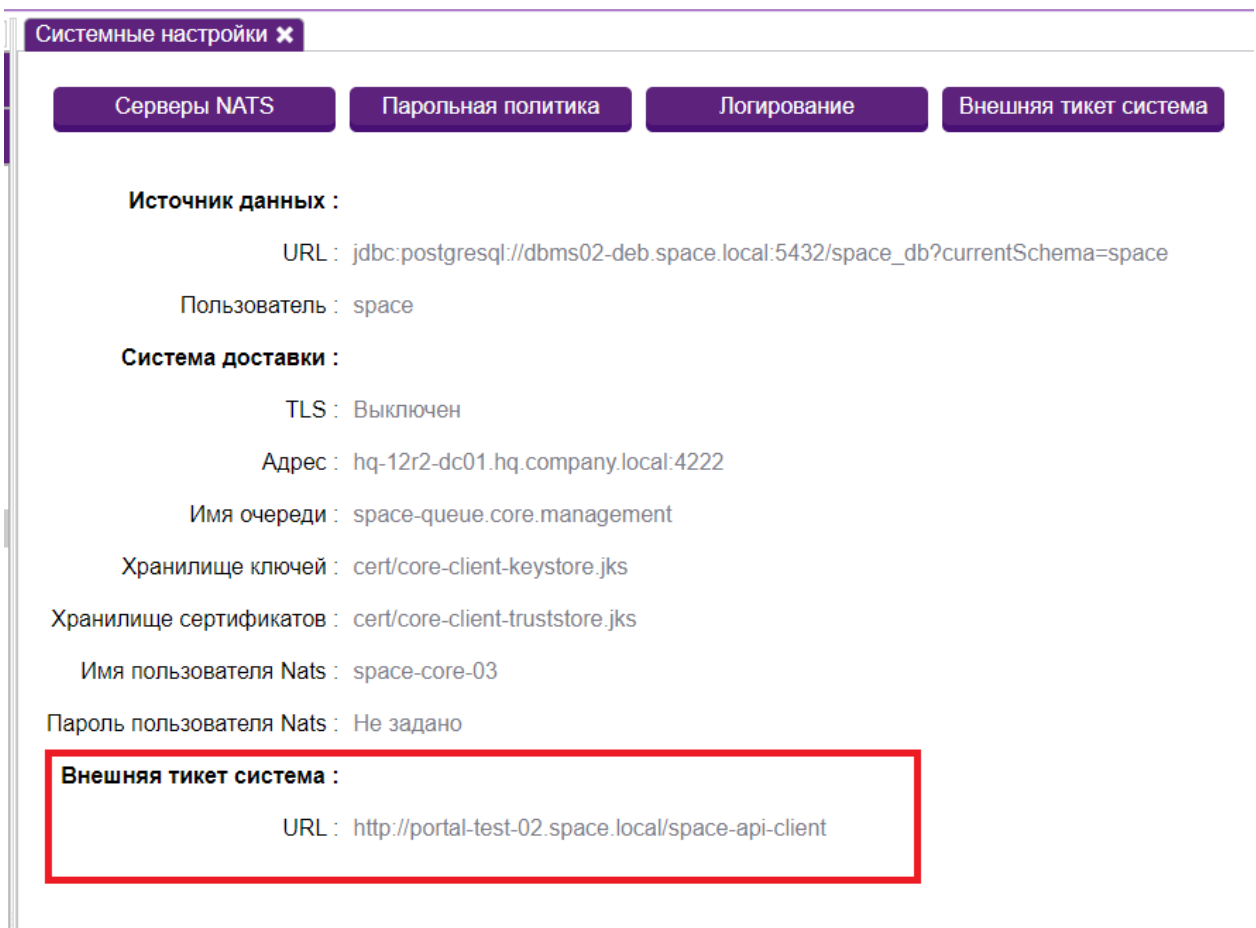 Системные настройки ✖
Серверы NATS Парольная политика Логирование Внешняя тикет система
Источник данных :
URL : jdbc:postgresql://dbms02-deb.space.local:5432/space_db?currentSchema=space
Пользователь : space
Система доставки :
TLS : Выключен
Адрес : hq-12r2-dc01.hq.company.local:4222
Имя очереди : space-queue.core.management
Хранилище ключей : cert/core-client-keystore.jks
Хранилище сертификатов : cert/core-client-truststore.jks
Имя пользователя Nats : space-core-03
Пароль пользователя Nats : Не задано
Внешняя тикет система :
URL : http://portal-test-02.space.local/space-api-client